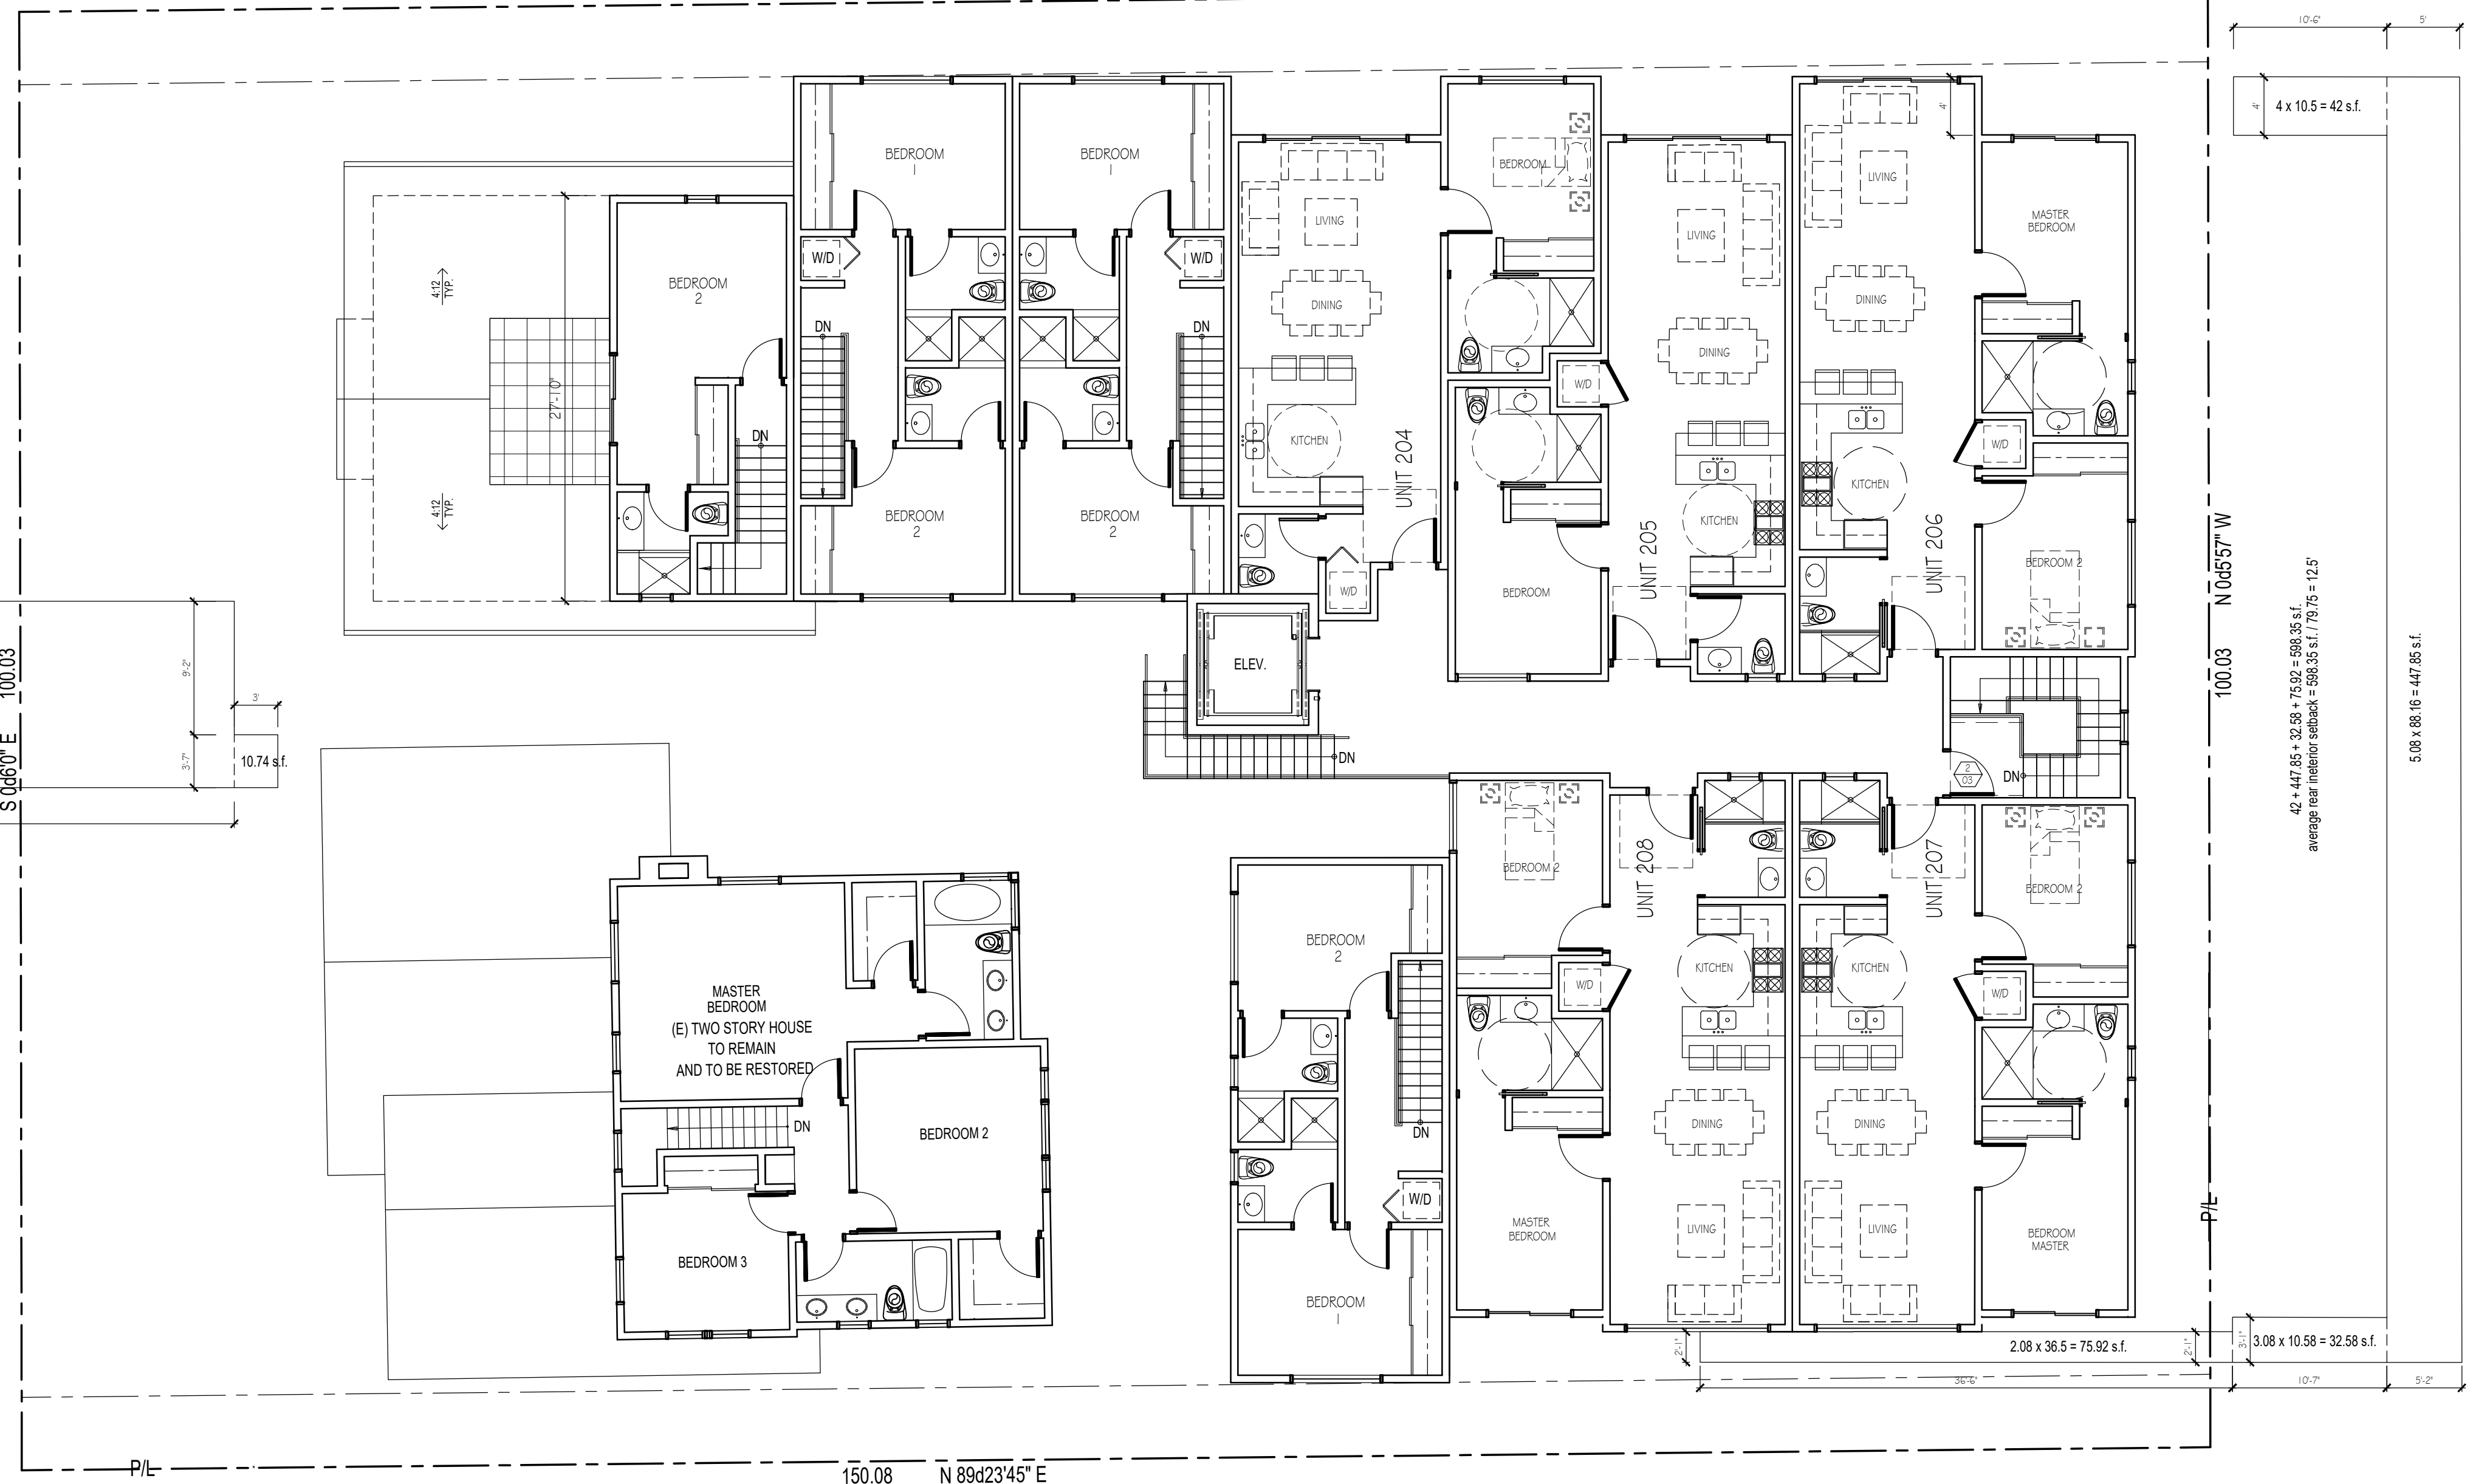 10'-6"
5'
4'
4 x 10.5 = 42 s.f.
4'
BEDROOM
1
BEDROOM
1
BEDROOM
LIVING
LIVING
LIVING
MASTER
BEDROOM
4:12
TYP.
W/D
W/D
BEDROOM
2
DINING
DINING
DINING
DN
DN
27'-10"
W/D
DN
KITCHEN
UNIT 204
W/D
KITCHEN
4:12
TYP.
BEDROOM
2
BEDROOM
2
KITCHEN
UNIT 205
UNIT 206
BEDROOM 2
W/D
BEDROOM
N 0d5'57" W
100.03
42 + 447.85 + 32.58 + 75.92 = 598.35 s.f.
average rear ineterior setback = 598.35 s.f. / 79.75 = 12.5'
5.08 x 88.16 = 447.85 s.f.
S 0d6'0" E
100.03
9'-2"
3'
3'-7"
10.74 s.f.
ELEV.
DN
2
03
DN
BEDROOM 2
UNIT 208
UNIT 207
BEDROOM 2
BEDROOM
2
KITCHEN
KITCHEN
W/D
W/D
MASTER
BEDROOM
(E) TWO STORY HOUSE
TO REMAIN
AND TO BE RESTORED
DN
BEDROOM 2
DN
DINING
DINING
W/D
P/L
MASTER
BEDROOM
LIVING
LIVING
BEDROOM
MASTER
BEDROOM 3
BEDROOM
1
2'-1"
2.08 x 36.5 = 75.92 s.f.
2'-1"
3'-1"
3.08 x 10.58 = 32.58 s.f.
36'-6"
10'-7"
5'-2"
P/L
150.08
N 89d23'45" E